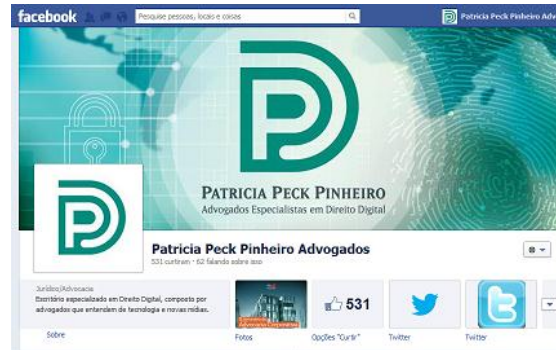 facebook
Pesquise pessoas, locais e coisas
Patricia Peck Pinheiro Adv
PATRICIA PECK PINHEIRO
Advogados Especialistas em Direito Digital
Patricia Peck Pinheiro Advogados
531 curtiram · 62 falando sobre isso
Jurídico/Advocacia
Escritório especializado em Direito Digital, composto por
advogados que entendem de tecnologia e novas mídias.
531
Sobre
Fotos
Opções "Curtir"
Twitter
Twitter